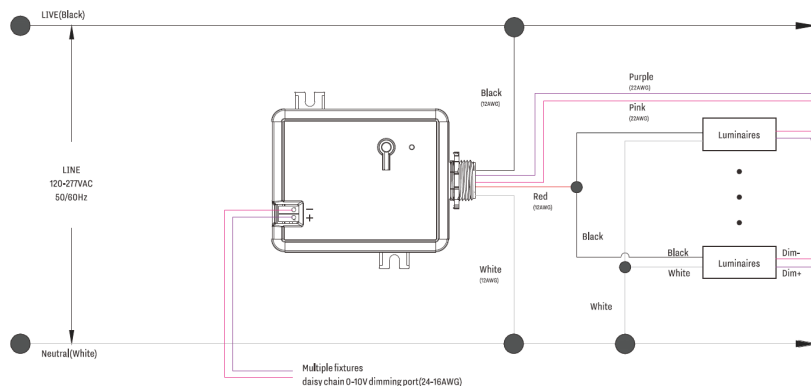 LIVE(Black)
Purple
(22AWG)
Black
(12AWG)
Pink
(22AWG)
Luminaires
LINE
120-277VAC
50/60Hz
Red
(12AWG)
−
+
Black
Black
White
Luminaires
Dim-
Dim+
White
(12AWG)
White
Neutral(White)
Multiple fixtures
daisy chain 0-10V dimming port(24-16AWG)